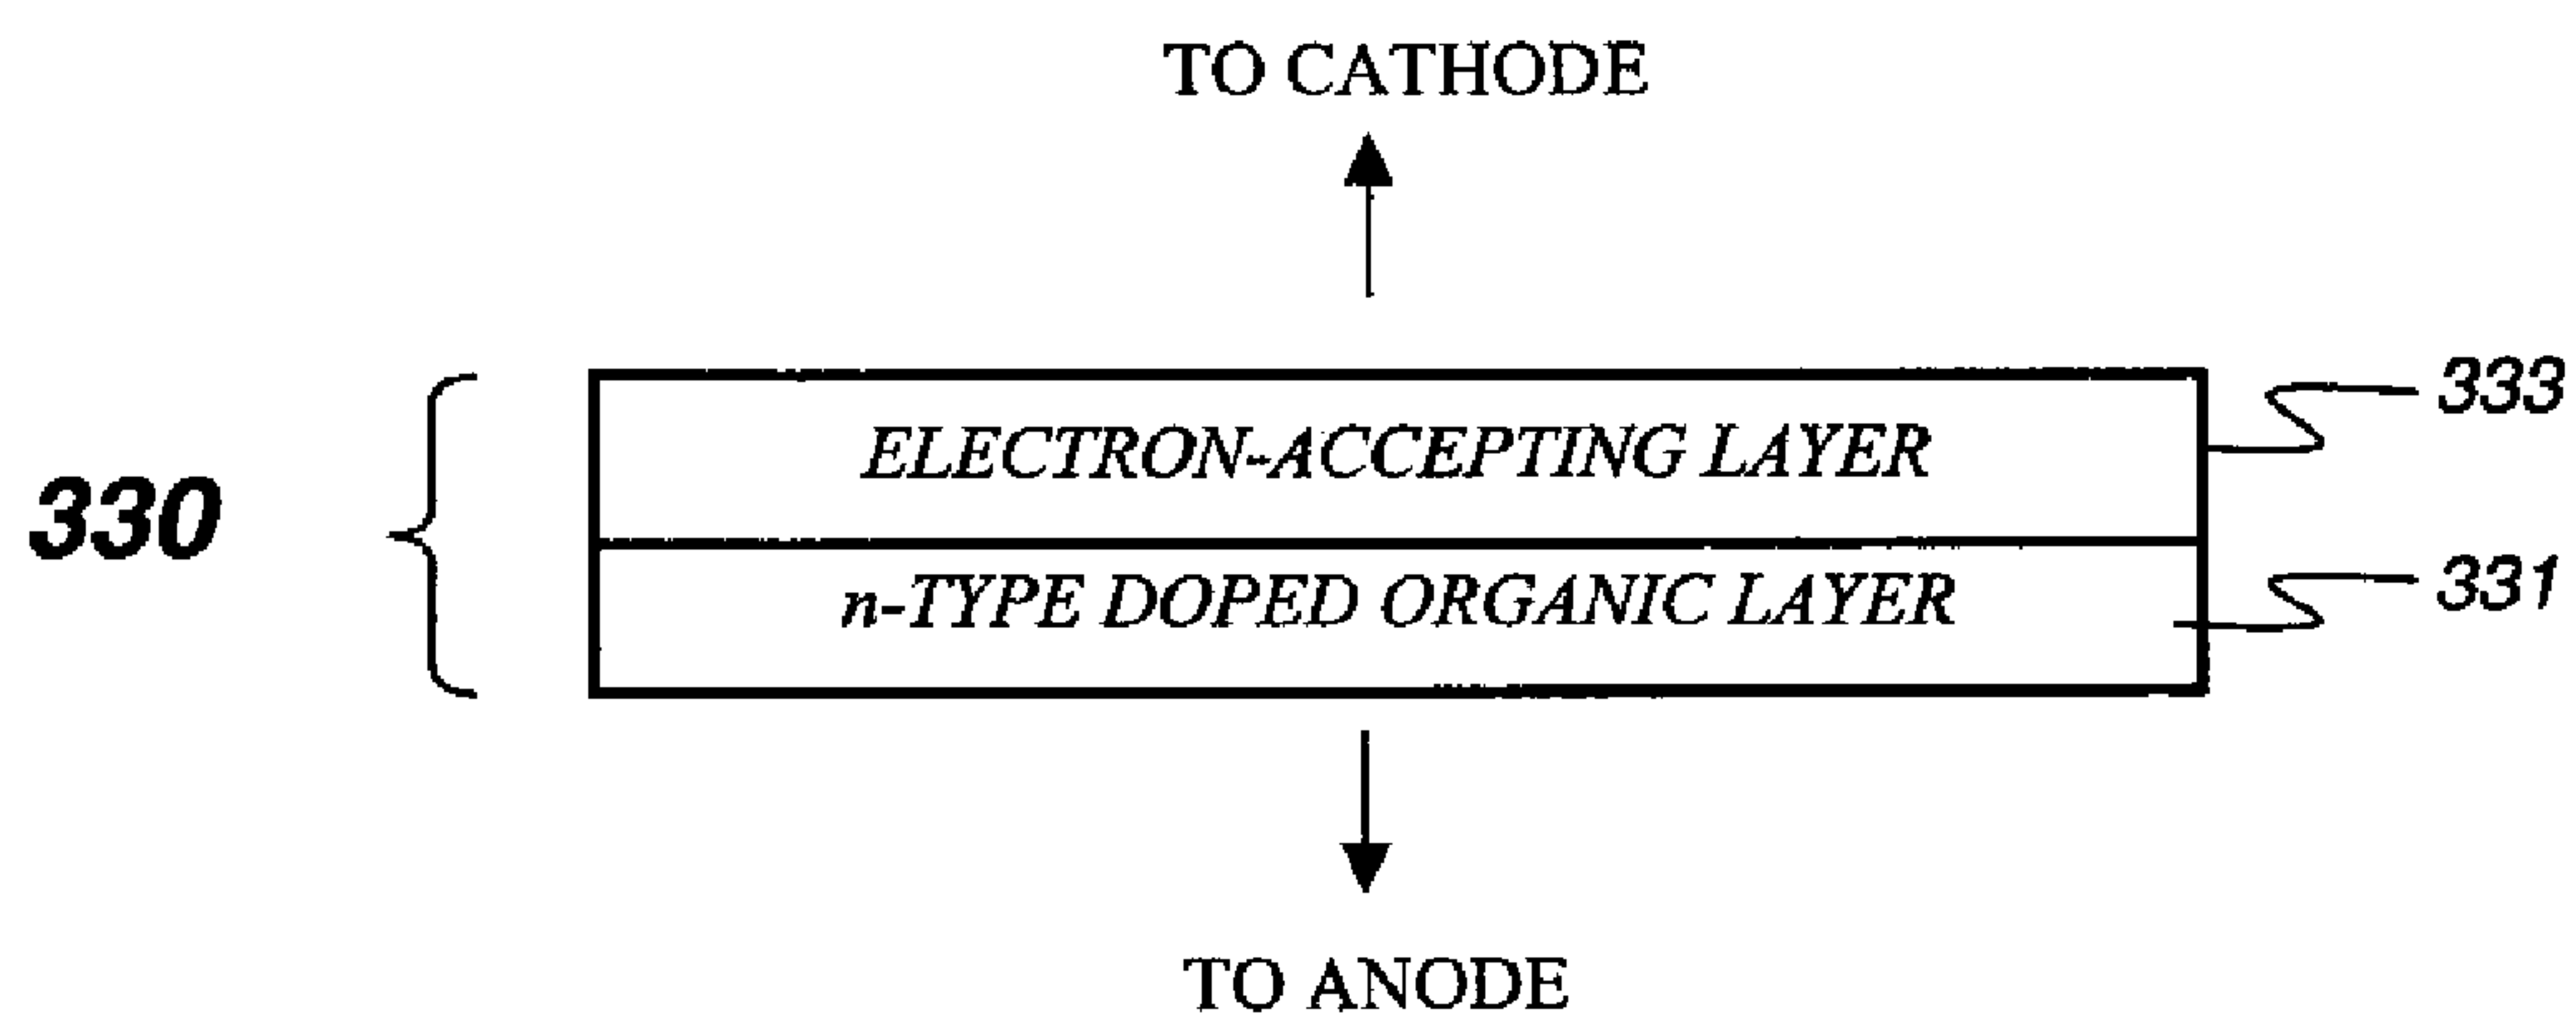 TO CATHODE
333
ELECTRON-ACCEPTING LAYER
330
n-TYPE DOPED ORGANIC LAYER
331
TO ANODE